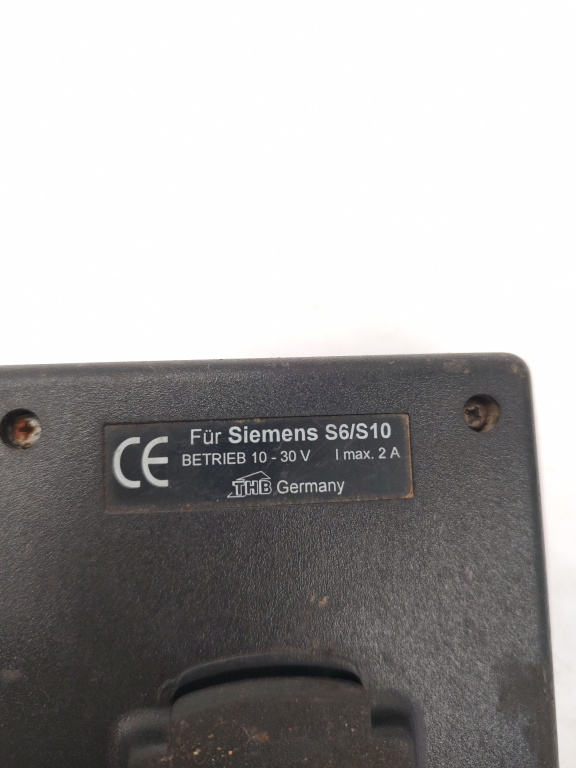 CE
Für Siemens S6/S10
BETRIEB 10 - 30 V I max. 2 A
THB Germany